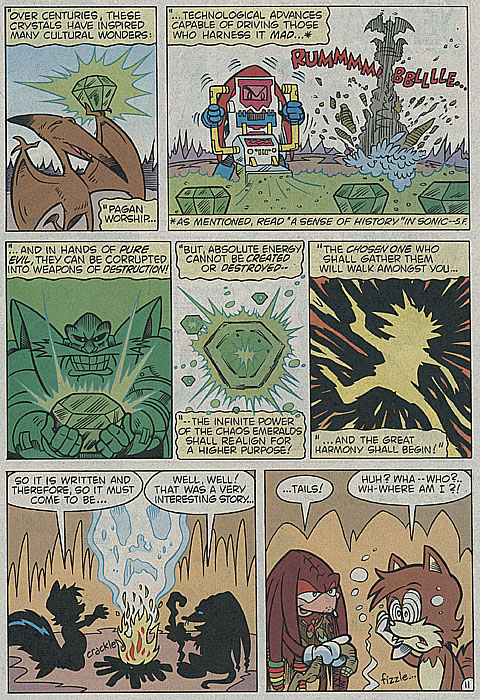 "OVER CENTURIES, THESE
CRYSTALS HAVE INSPIRED
MANY CULTURAL WONDERS:
"PAGAN
WORSHIP...
"...TECHNOLOGICAL ADVANCES
CAPABLE OF DRIVING THOSE
WHO HARNESS IT MAD...*
RUMMMMM
BBLLLLE...
*AS MENTIONED, READ "A SENSE OF HISTORY" IN SONIC--S.F.
"...AND IN HANDS OF PURE
EVIL, THEY CAN BE CORRUPTED
INTO WEAPONS OF DESTRUCTION!
"BUT, ABSOLUTE ENERGY
CANNOT BE CREATED
OR DESTROYED--
"--THE INFINITE POWER
OF THE CHAOS EMERALDS
SHALL REALIGN FOR
A HIGHER PURPOSE!
"THE CHOSEN ONE WHO
SHALL GATHER THEM
WILL WALK AMONGST YOU...
"...AND THE GREAT
HARMONY SHALL BEGIN!"
SO IT IS WRITTEN AND
THEREFORE, SO IT MUST
COME TO BE...
WELL, WELL!
THAT WAS A VERY
INTERESTING STORY...
crackle
...TAILS!
HUH? WHA--WHO?..
WH-WHERE AM I?!
fizzle...
11